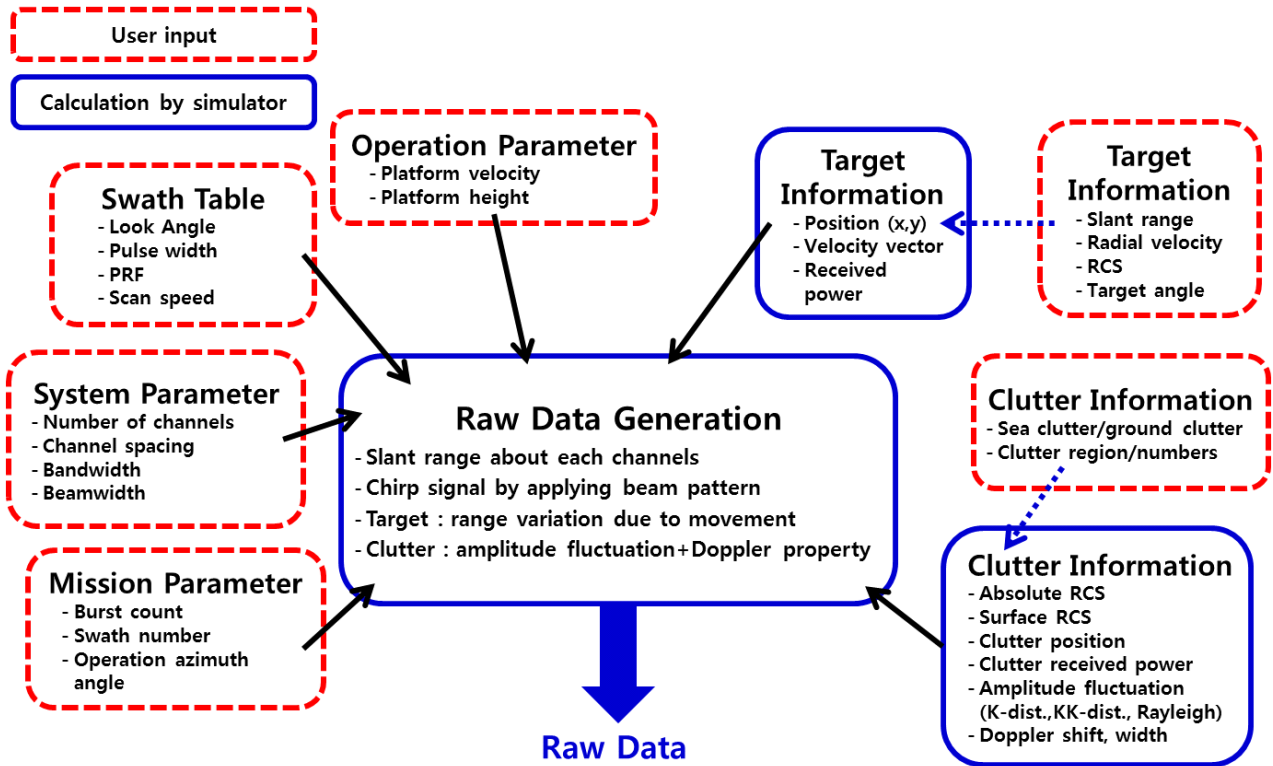 User input
Calculation by simulator
Operation Parameter
- Platform velocity
- Platform height
Swath Table
- Look Angle
- Pulse width
- PRF
- Scan speed
Target
Information
- Position (x,y)
- Velocity vector
- Received
power
Target
Information
- Slant range
- Radial velocity
- RCS
- Target angle
System Parameter
- Number of channels
- Channel spacing
- Bandwidth
- Beamwidth
Raw Data Generation
- Slant range about each channels
- Chirp signal by applying beam pattern
- Target : range variation due to movement
- Clutter : amplitude fluctuation+Doppler property
Clutter Information
- Sea clutter/ground clutter
- Clutter region/numbers
Mission Parameter
- Burst count
- Swath number
- Operation azimuth
angle
Clutter Information
- Absolute RCS
- Surface RCS
- Clutter position
- Clutter received power
- Amplitude fluctuation
(K-dist.,KK-dist., Rayleigh)
- Doppler shift, width
Raw Data